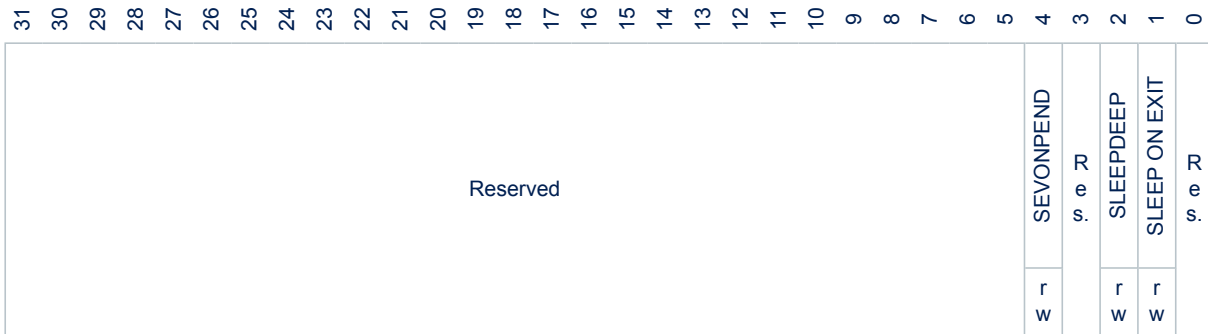 31 30 29 28 27 26 25 24 23 22 21 20 19 18 17 16 15 14 13 12 11 10 9 8 7 6 5 4 3 2 1 0
Reserved
SEVONPEND
Res.
SLEEPDEEP
SLEEP ON EXIT
Res.
rw
rw
rw